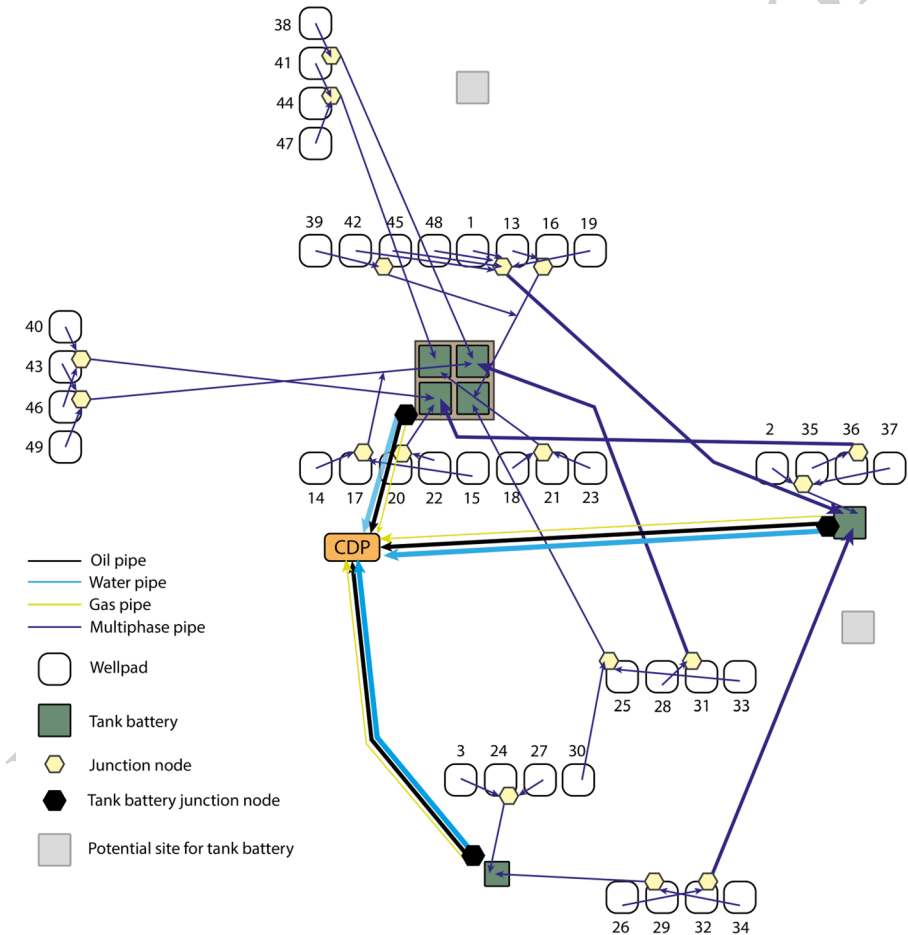 38
41
44
47
39 42 45 48 1 13 16 19
40
43
46
49
2 35 36 37
14 17 20 22 15 18 21 23
CDP
Oil pipe
Water pipe
Gas pipe
Multiphase pipe
Wellpad
Tank battery
Junction node
Tank battery junction node
Potential site for tank battery
25 28 31 33
3 24 27 30
26 29 32 34